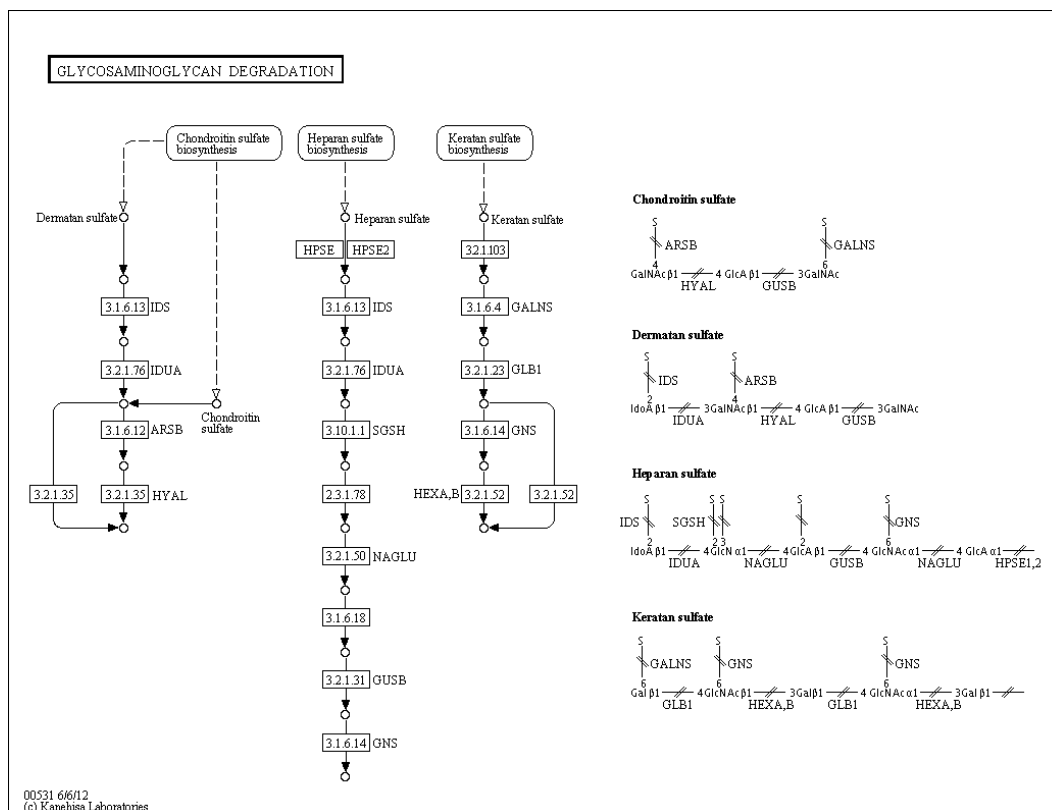 GLYCOSAMINOGLYCAN DEGRADATION
Chondroitin sulfate
biosynthesis
Heparan sulfate
biosynthesis
Keratan sulfate
biosynthesis
Dermatan sulfate
Heparan sulfate
Keratan sulfate
HPSE HPSE2 3.2.1.103
3.1.6.13 IDS 3.1.6.13 IDS 3.1.6.4 GALNS
3.2.1.76 IDUA 3.2.1.76 IDUA 3.2.1.23 GLB1
Chondroitin
sulfate
3.1.6.12 ARSB 3.10.1.1 SGSH 3.1.6.14 GNS
3.2.1.35 3.2.1.35 HYAL 2.3.1.78 HEXA,B 3.2.1.52 3.2.1.52
3.2.1.50 NAGLU
3.1.6.18
3.2.1.31 GUSB
3.1.6.14 GNS
Chondroitin sulfate
S S
ARSB GALNS
4 6
GalNAc β1 4 GlcA β1 3GalNAc
HYAL GUSB
Dermatan sulfate
S S
IDS ARSB
2 4
IdoA β1 3GalNAc β1 4 GlcA β1 3GalNAc
IDUA HYAL GUSB
Heparan sulfate
S S S S S
IDS SGSH GNS
2 2 3 2 6
IdoA β1 4GlcN α1 4GlcA β1 4GlcNAc α1 4 GlcA α1
IDUA NAGLU GUSB NAGLU HPSE1,2
Keratan sulfate
S S S
GALNS GNS GNS
6 6 6
Gal β1 4GlcNAc β1 3Gal β1 4 GlcNAc α1 3Gal β1
GLB1 HEXA,B GLB1 HEXA,B
00531 6/6/12
(c) Kanehisa Laboratories